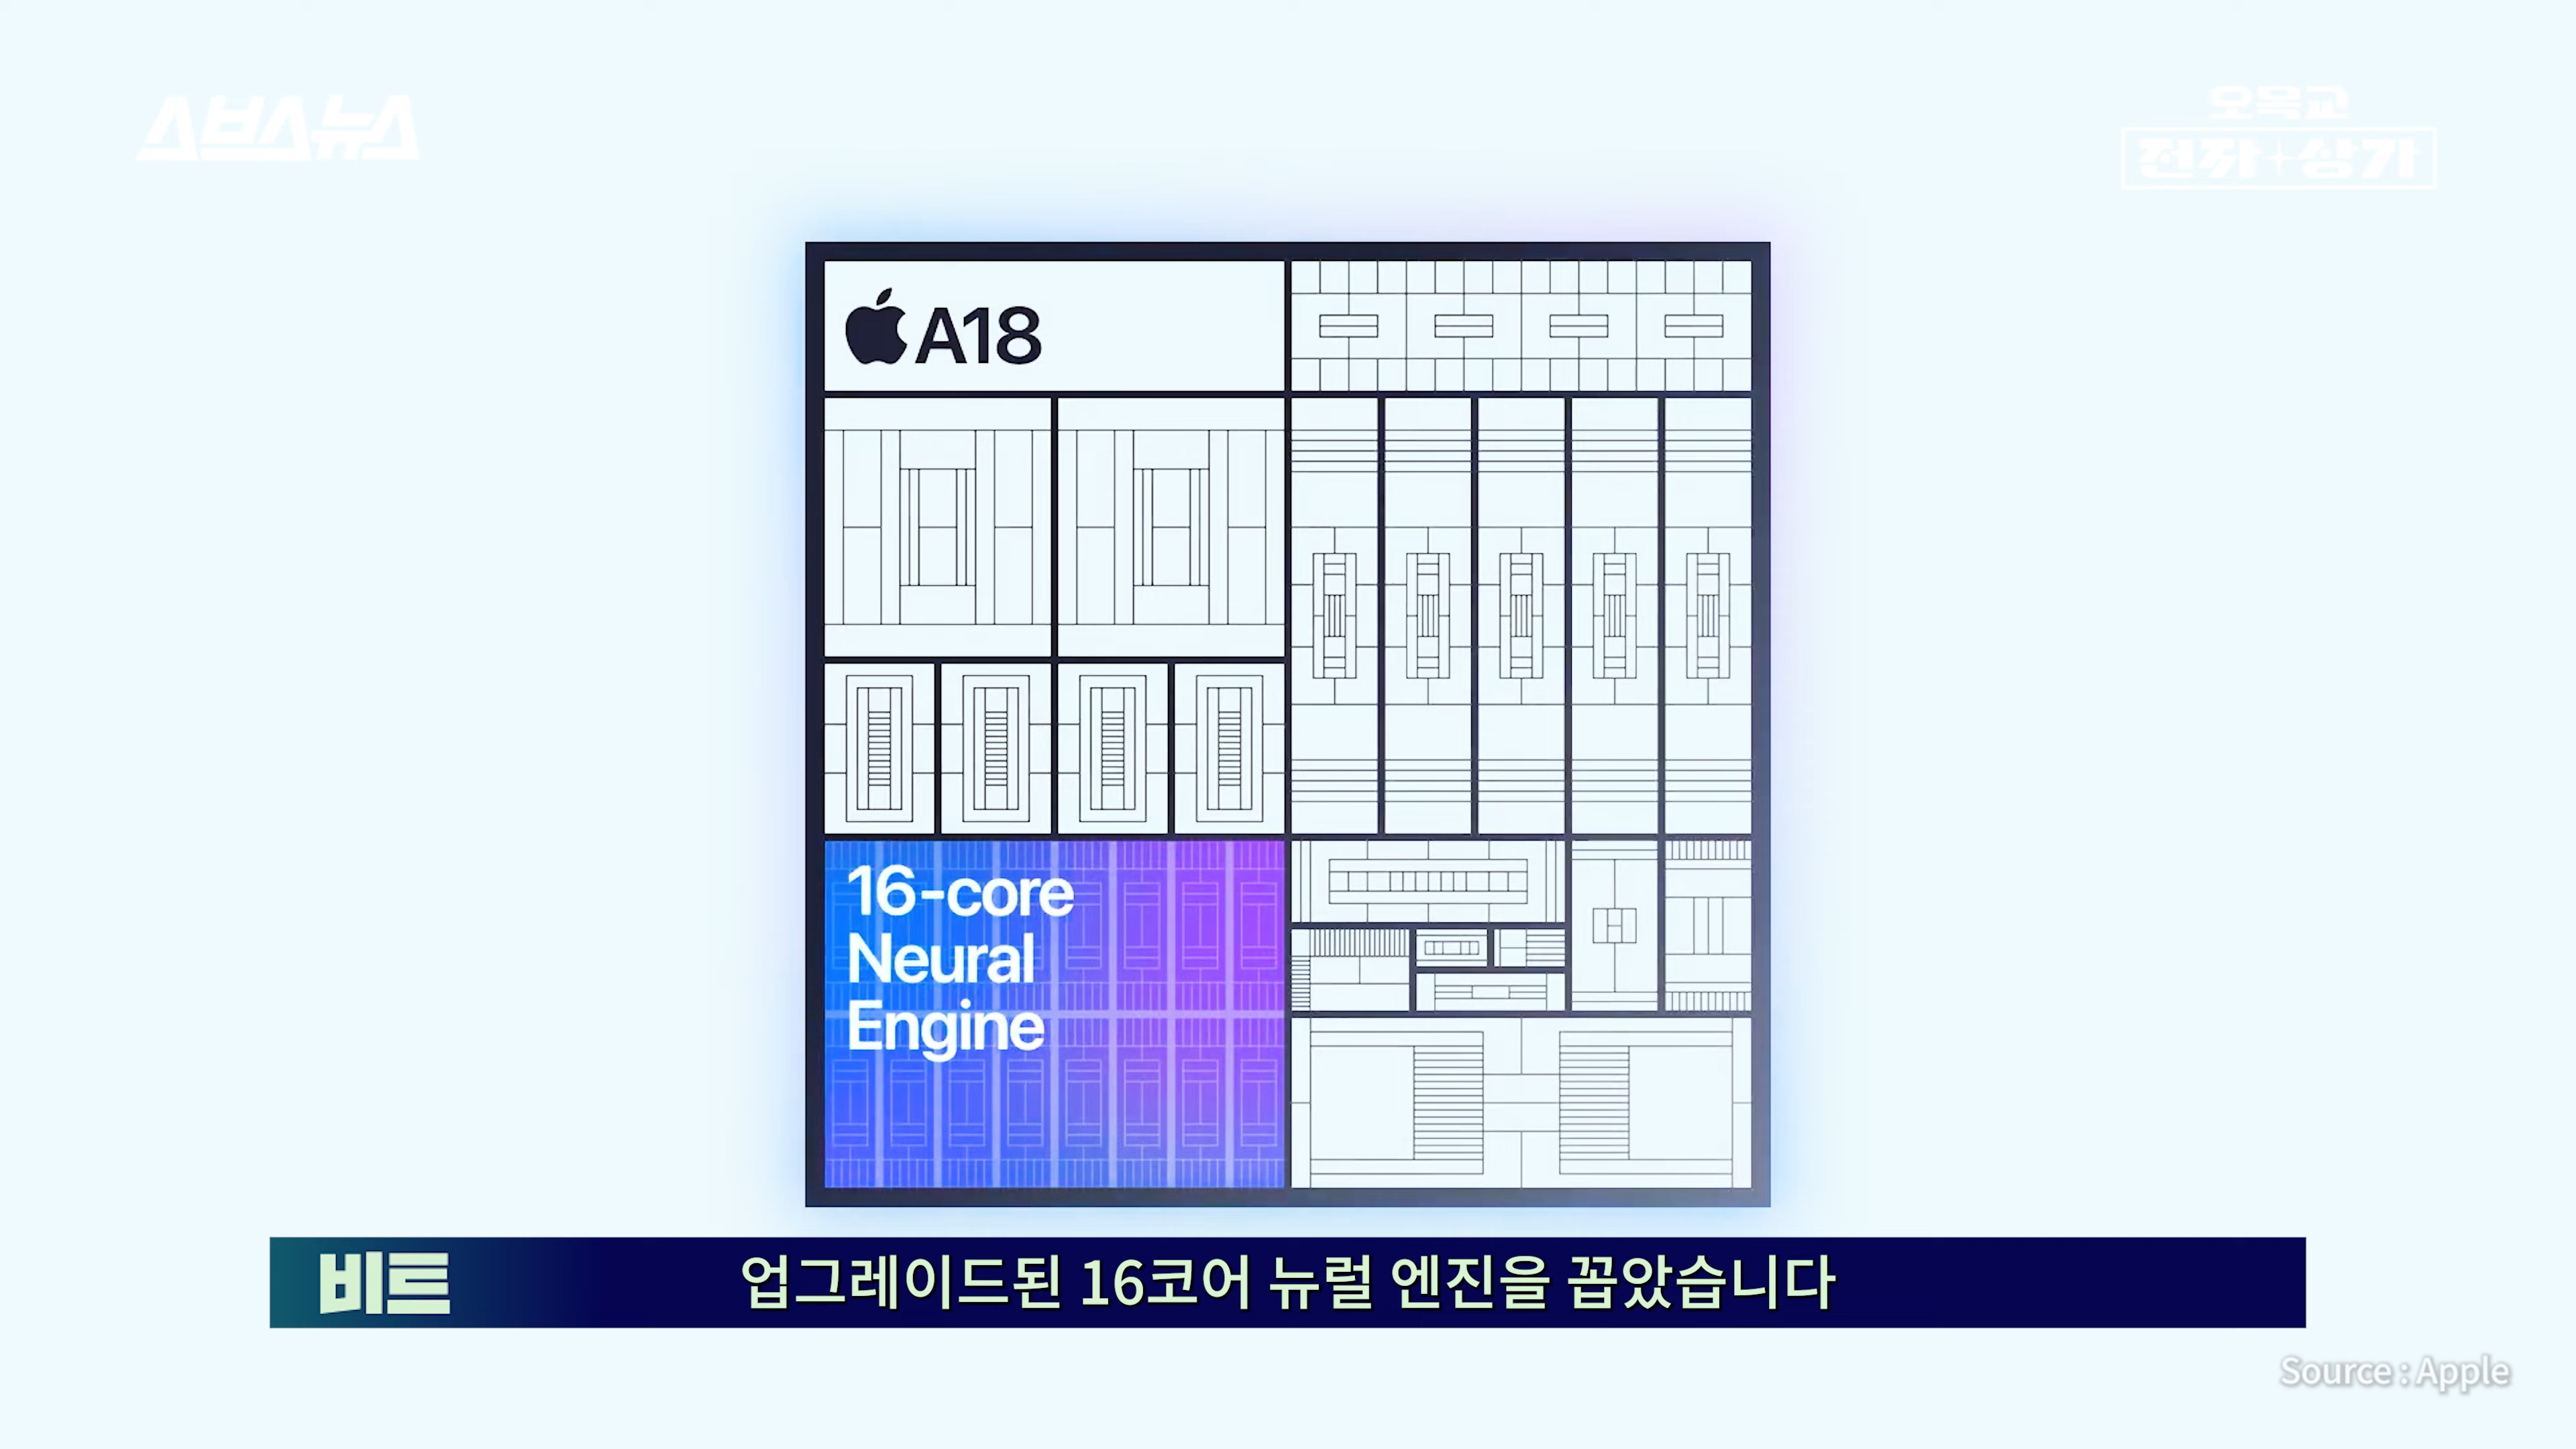 스브스뉴스
오목교
전자+상가
A18
16-core
Neural
Engine
비트
업그레이드된 16코어 뉴럴 엔진을 꼽았습니다
Source : Apple